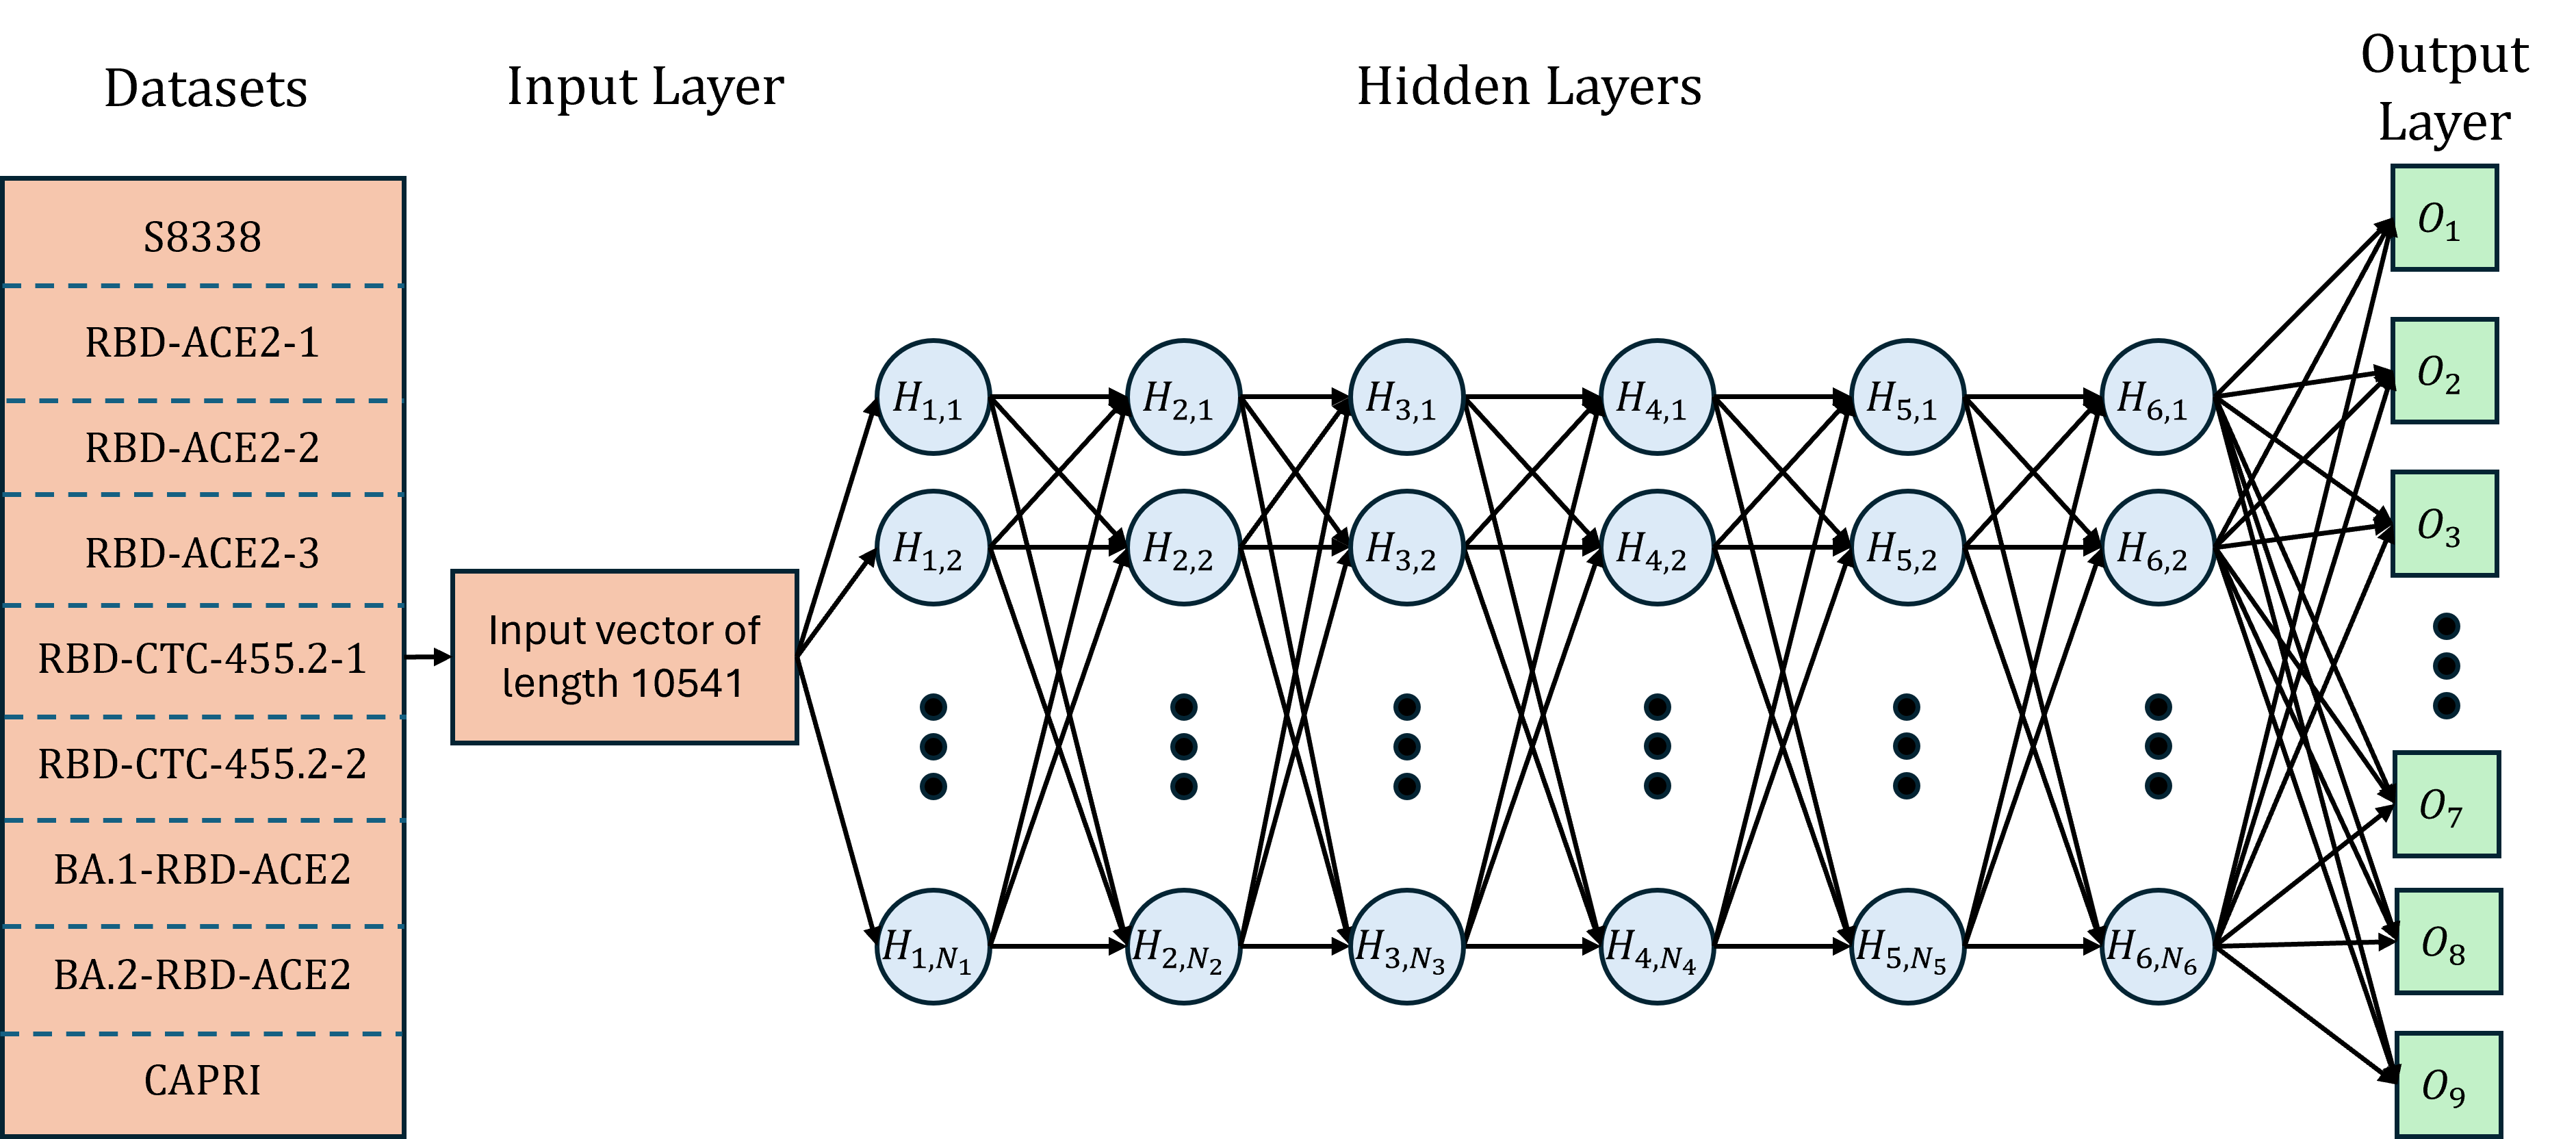 Datasets
Input Layer
Hidden Layers
Output
Layer
S8338
RBD-ACE2-1
RBD-ACE2-2
RBD-ACE2-3
RBD-CTC-455.2-1
RBD-CTC-455.2-2
BA.1-RBD-ACE2
BA.2-RBD-ACE2
CAPRI
Input vector of
length 10541
H_{1,1}
H_{2,1}
H_{3,1}
H_{4,1}
H_{5,1}
H_{6,1}
H_{1,2}
H_{2,2}
H_{3,2}
H_{4,2}
H_{5,2}
H_{6,2}
H_{1,N_1}
H_{2,N_2}
H_{3,N_3}
H_{4,N_4}
H_{5,N_5}
H_{6,N_6}
O_1
O_2
O_3
O_7
O_8
O_9